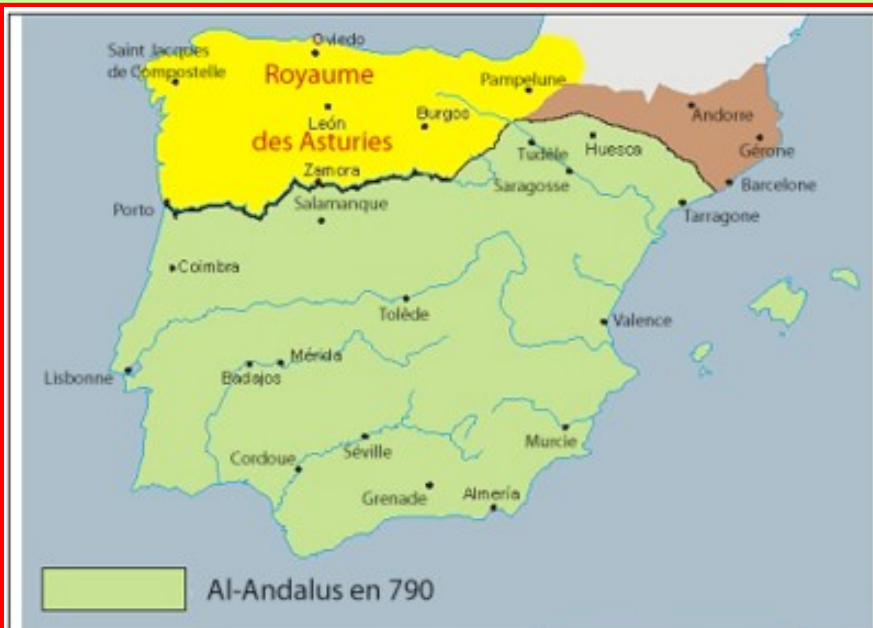 Oviedo
Saint Jacques
de Compostelle
Royaume
Pampelune
León
Burgos
Andorre
des Asturies
Tudèle
Huesca
Gérone
Zamora
Saragosse
Barcelone
Porto
Salamanque
Tarragone
Coimbra
Tolède
Valence
Mérida
Lisbonne
Badajos
Murcie
Séville
Cordoue
Grenade
Almería
Al-Andalus en 790